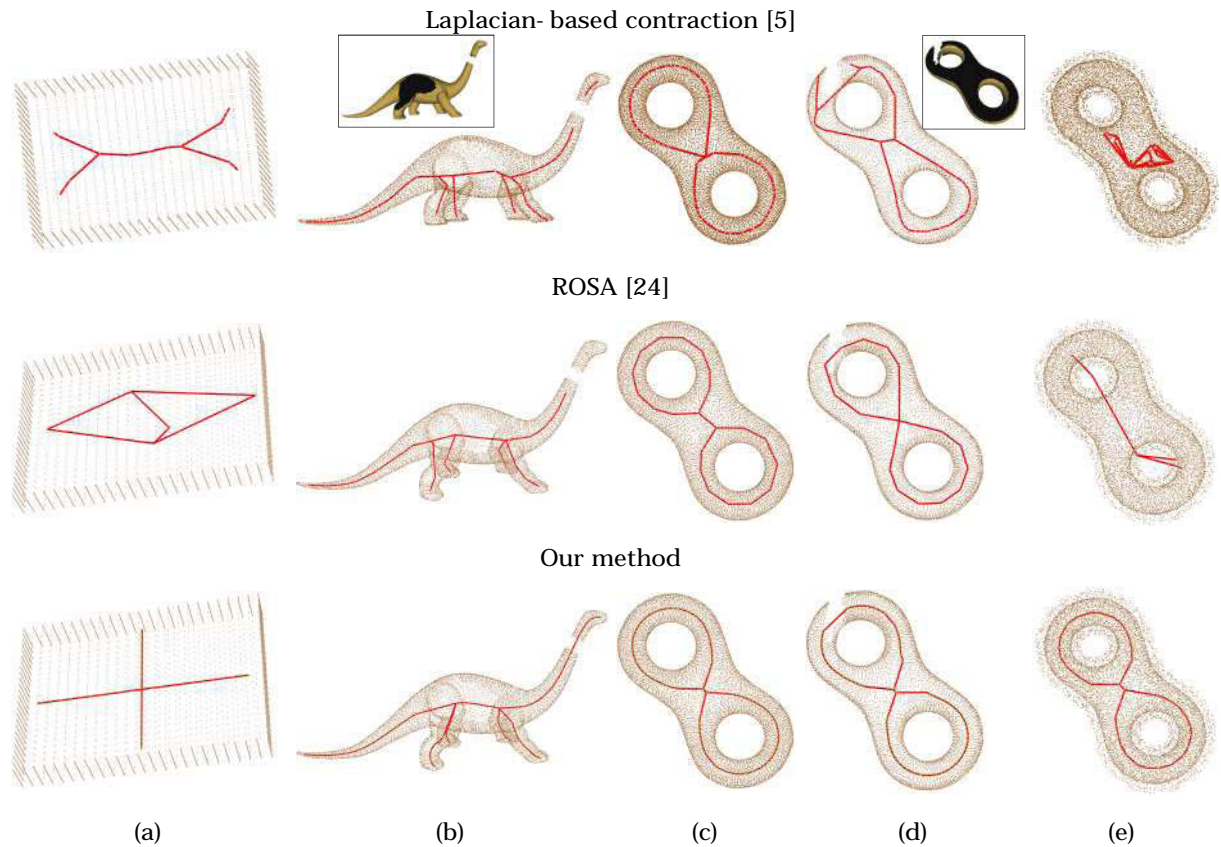 Laplacian- based contraction [5]
ROSA [24]
Our method
(a) (b) (c) (d) (e)